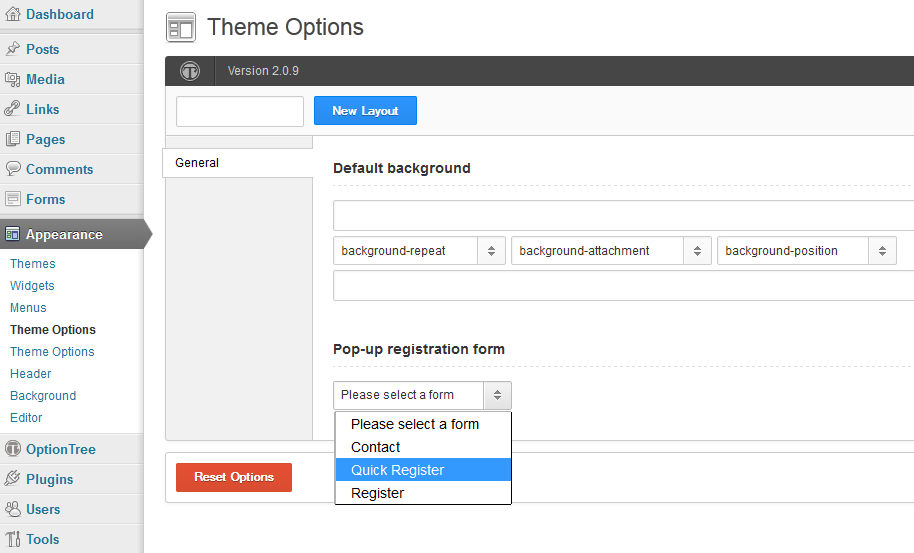 Dashboard
Posts
Media
Links
Pages
Comments
Forms
Appearance
Themes
Widgets
Menus
Theme Options
Theme Options
Header
Background
Editor
OptionTree
Plugins
Users
Tools
Theme Options
Version 2.0.9
New Layout
General
Default background
background-repeat background-attachment background-position
Pop-up registration form
Please select a form
Please select a form
Contact
Quick Register
Register
Reset Options